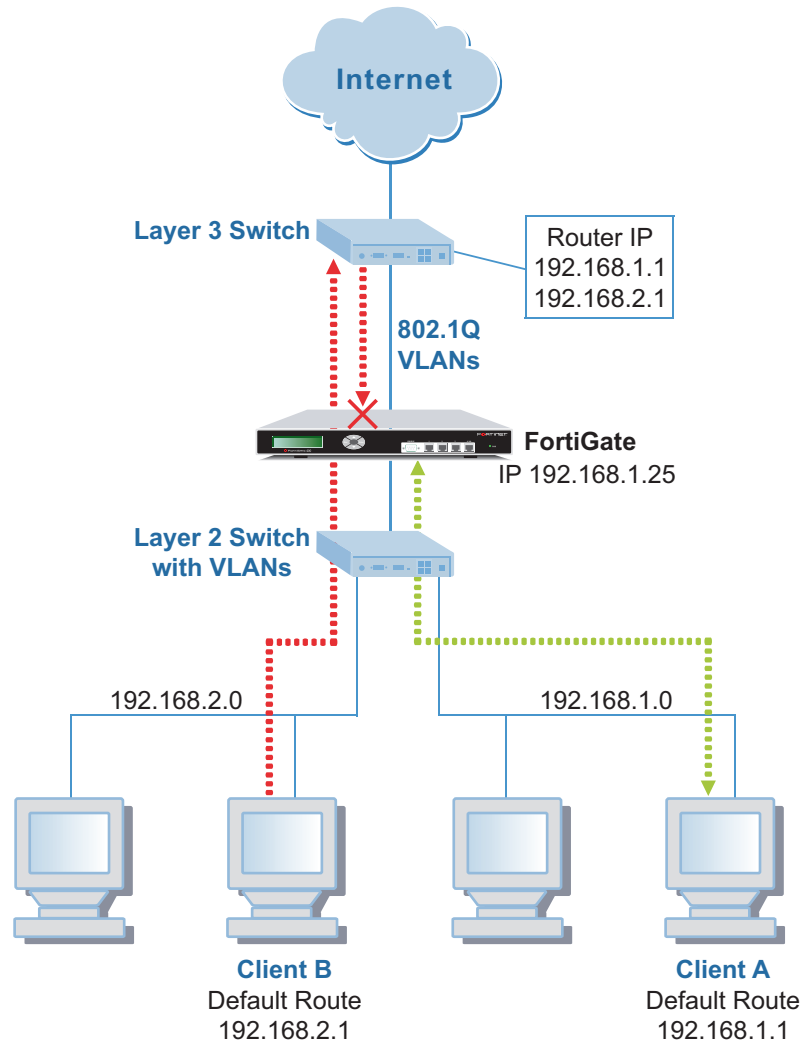 Internet
Layer 3 Switch
Router IP
192.168.1.1
192.168.2.1
802.1Q
VLANs
FORTINET
FortiGate
IP 192.168.1.25
Layer 2 Switch
with VLANs
192.168.2.0
192.168.1.0
Client B
Default Route
192.168.2.1
Client A
Default Route
192.168.1.1